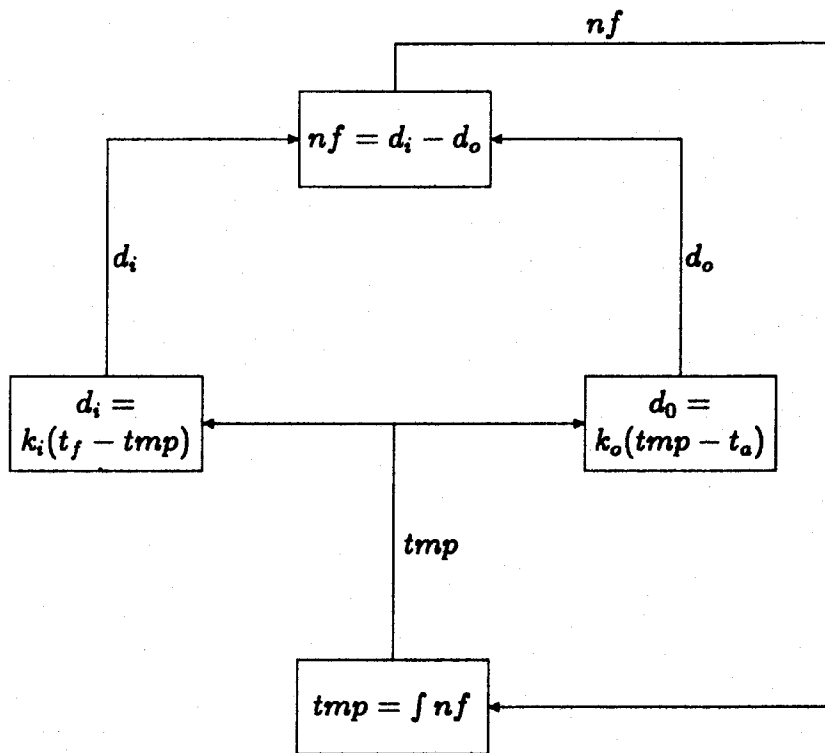 nf
nf = d_i - d_o
d_i
d_o
d_i =
k_i(t_f - tmp)
d_0 =
k_o(tmp - t_a)
tmp
tmp = ∫ nf